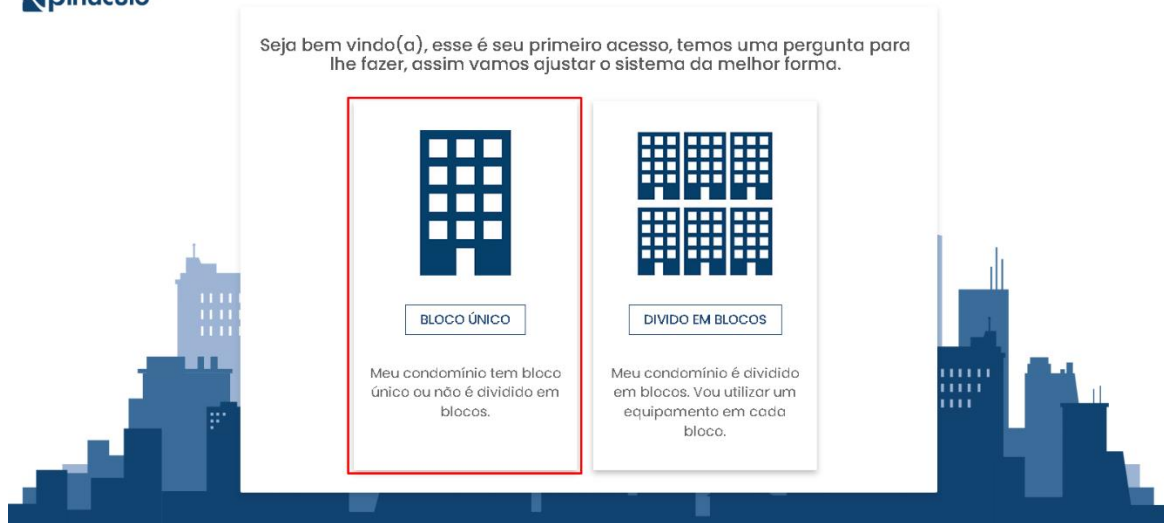 pináculo
Seja bem vindo(a), esse é seu primeiro acesso, temos uma pergunta para
lhe fazer, assim vamos ajustar o sistema da melhor forma.
BLOCO ÚNICO
Meu condomínio tem bloco
único ou não é dividido em
blocos.
DIVIDO EM BLOCOS
Meu condomínio é dividido
em blocos. Vou utilizar um
equipamento em cada
bloco.